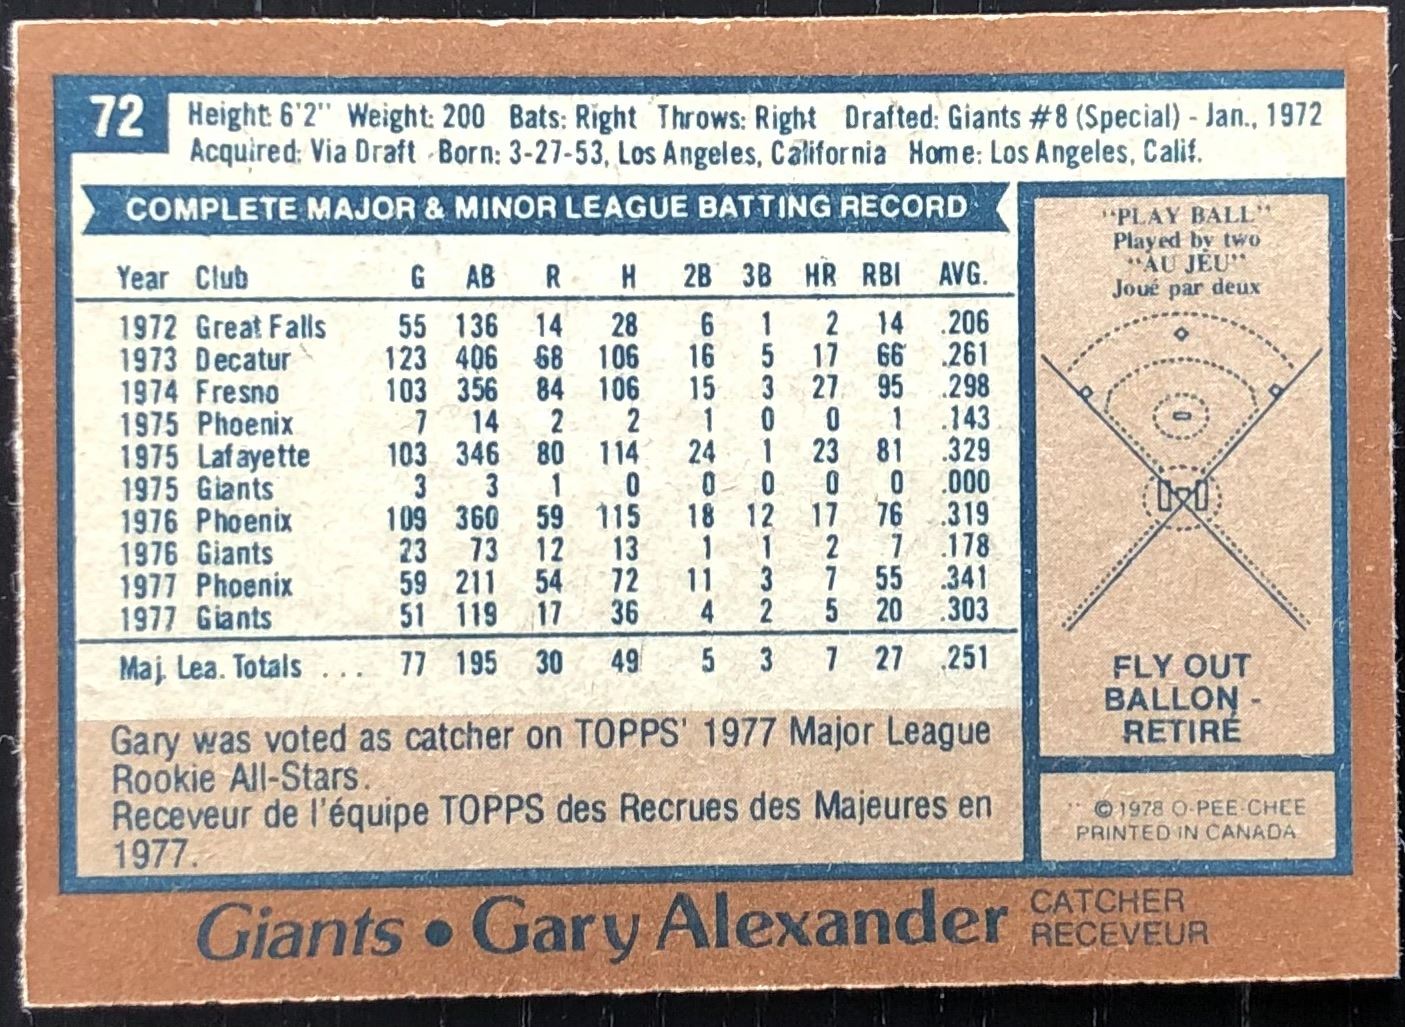 72
Height: 6'2" Weight: 200 Bats: Right Throws: Right Drafted: Giants #8 (Special) - Jan., 1972
Acquired: Via Draft Born: 3-27-53, Los Angeles, California Home: Los Angeles, Calif.
COMPLETE MAJOR & MINOR LEAGUE BATTING RECORD
Year Club G AB R H 2B 3B HR RBI AVG.
1972 Great Falls 55 136 14 28 6 1 2 14 .206
1973 Decatur 123 406 68 106 16 5 17 66 .261
1974 Fresno 103 356 84 106 15 3 27 95 .298
1975 Phoenix 7 14 2 2 1 0 0 1 .143
1975 Lafayette 103 346 80 114 24 1 23 81 .329
1975 Giants 3 3 1 0 0 0 0 0 .000
1976 Phoenix 109 360 59 115 18 12 17 76 .319
1976 Giants 23 73 12 13 1 1 2 7 .178
1977 Phoenix 59 211 54 72 11 3 7 55 .341
1977 Giants 51 119 17 36 4 2 5 20 .303
Maj. Lea. Totals ... 77 195 30 49 5 3 7 27 .251
Gary was voted as catcher on TOPPS' 1977 Major League
Rookie All-Stars.
Receveur de l'équipe TOPPS des Recrues des Majeures en
1977.
"PLAY BALL"
Played by two
"AU JEU"
Joué par deux
FLY OUT
BALLON -
RETIRÉ
©1978 O-PEE-CHEE
PRINTED IN CANADA
Giants • Gary Alexander
CATCHER
RECEVEUR